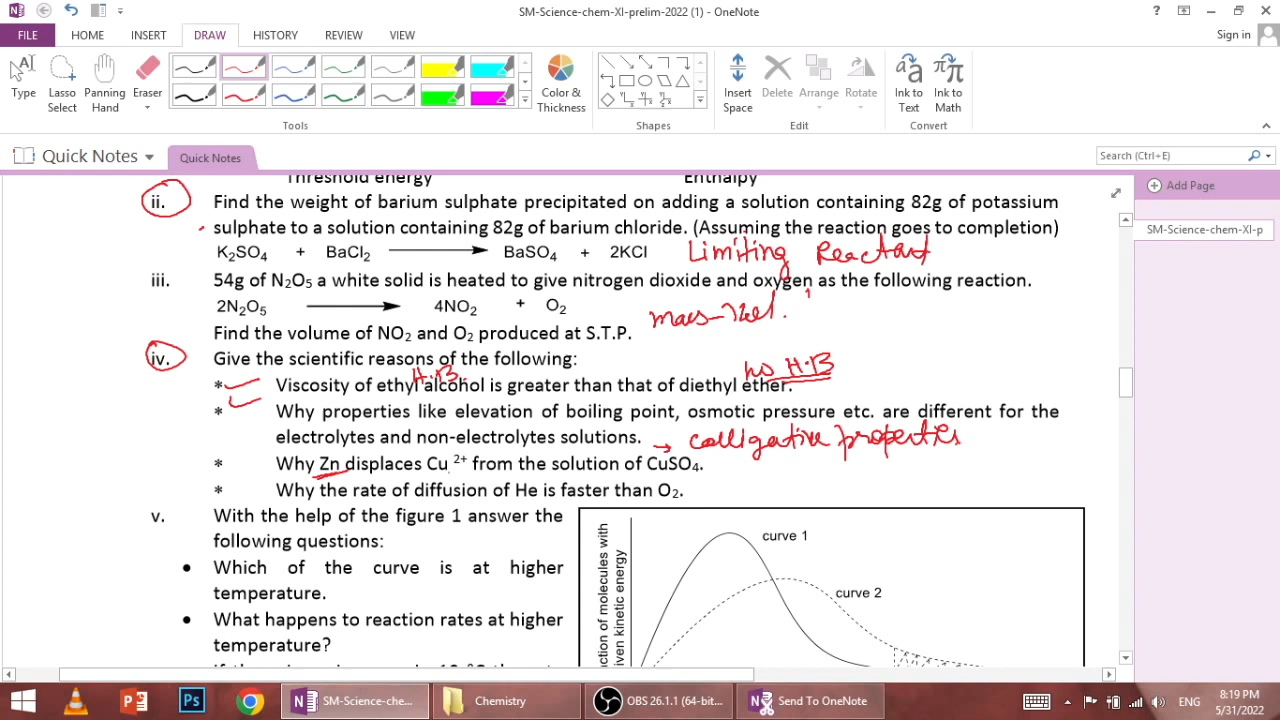 SM-Science-chem-XI-prelim-2022 (1) - OneNote
FILE HOME INSERT DRAW HISTORY REVIEW VIEW Sign in
Type Lasso Select Panning Hand Eraser Color & Thickness Insert Space Delete Arrange Rotate Ink to Text Ink to Math
Tools Shapes Edit Convert
Quick Notes Quick Notes Search (Ctrl+E)
Add Page
SM-Science-chem-XI-p
Threshold energy Enthalpy
ii. Find the weight of barium sulphate precipitated on adding a solution containing 82g of potassium
sulphate to a solution containing 82g of barium chloride. (Assuming the reaction goes to completion)
K₂SO₄ + BaCl₂ ⟶ BaSO₄ + 2KCl Limiting Reactant
iii. 54g of N₂O₅ a white solid is heated to give nitrogen dioxide and oxygen as the following reaction.
2N₂O₅ ⟶ 4NO₂ + O₂
Find the volume of NO₂ and O₂ produced at S.T.P.
iv. Give the scientific reasons of the following:
H.B no H.B
* Viscosity of ethyl alcohol is greater than that of diethyl ether.
* Why properties like elevation of boiling point, osmotic pressure etc. are different for the
electrolytes and non-electrolytes solutions. → colligative properties
* Why Zn displaces Cu ²⁺ from the solution of CuSO₄.
* Why the rate of diffusion of He is faster than O₂.
v. With the help of the figure 1 answer the
following questions:
• Which of the curve is at higher
temperature.
• What happens to reaction rates at higher
temperature?
curve 1
curve 2
ction of molecules with
iven kinetic energy
SM-Science-che... Chemistry OBS 26.1.1 (64-bit... Send To OneNote ENG 8:19 PM
5/31/2022